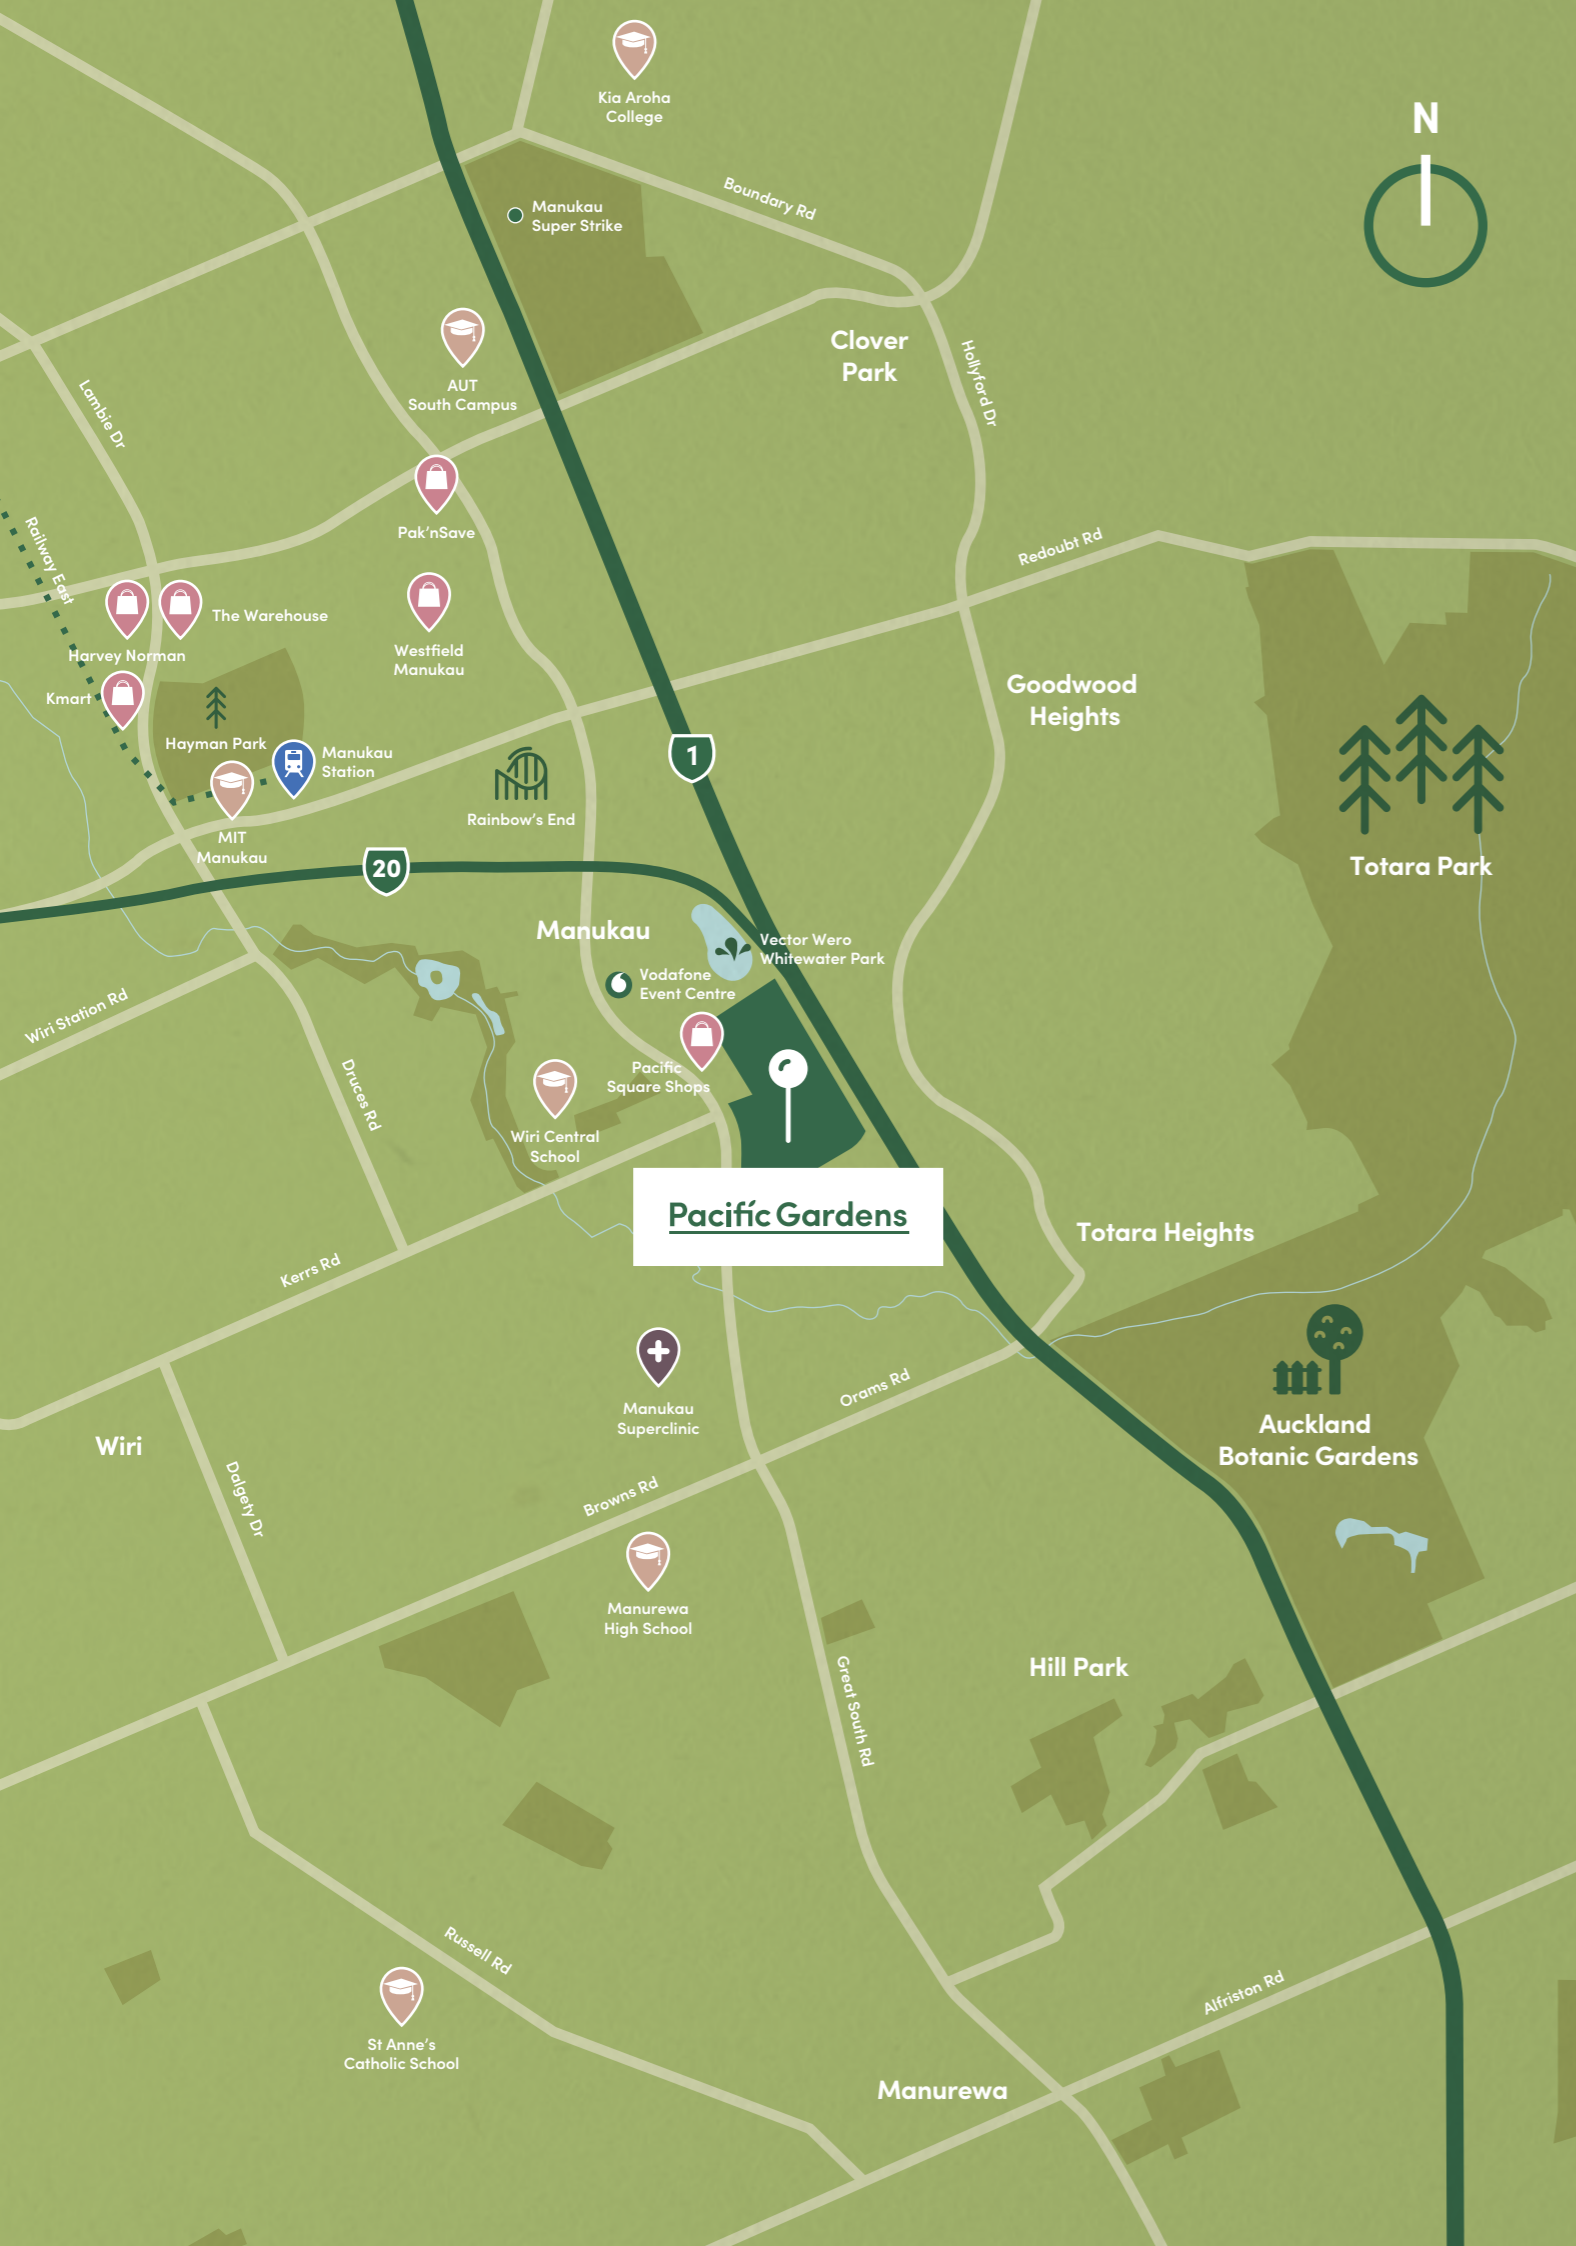 Kia Aroha
College
N
Boundary Rd
Manukau
Super Strike
Clover
Park
Hollyford Dr
AUT
South Campus
Lambie Dr
Pak'nSave
Railway East
Redoubt Rd
The Warehouse
Harvey Norman
Westfield
Manukau
Kmart
Goodwood
Heights
Hayman Park
Manukau
Station
1
Rainbow's End
MIT
Manukau
20
Totara Park
Manukau
Vector Wero
Whitewater Park
Vodafone
Event Centre
Wiri Station Rd
Druces Rd
Pacific
Square Shops
Wiri Central
School
Pacific Gardens
Totara Heights
Kerrs Rd
Manukau
Superclinic
Orams Rd
Auckland
Botanic Gardens
Wiri
Dalgety Dr
Browns Rd
Manurewa
High School
Great South Rd
Hill Park
Russell Rd
St Anne's
Catholic School
Alfriston Rd
Manurewa